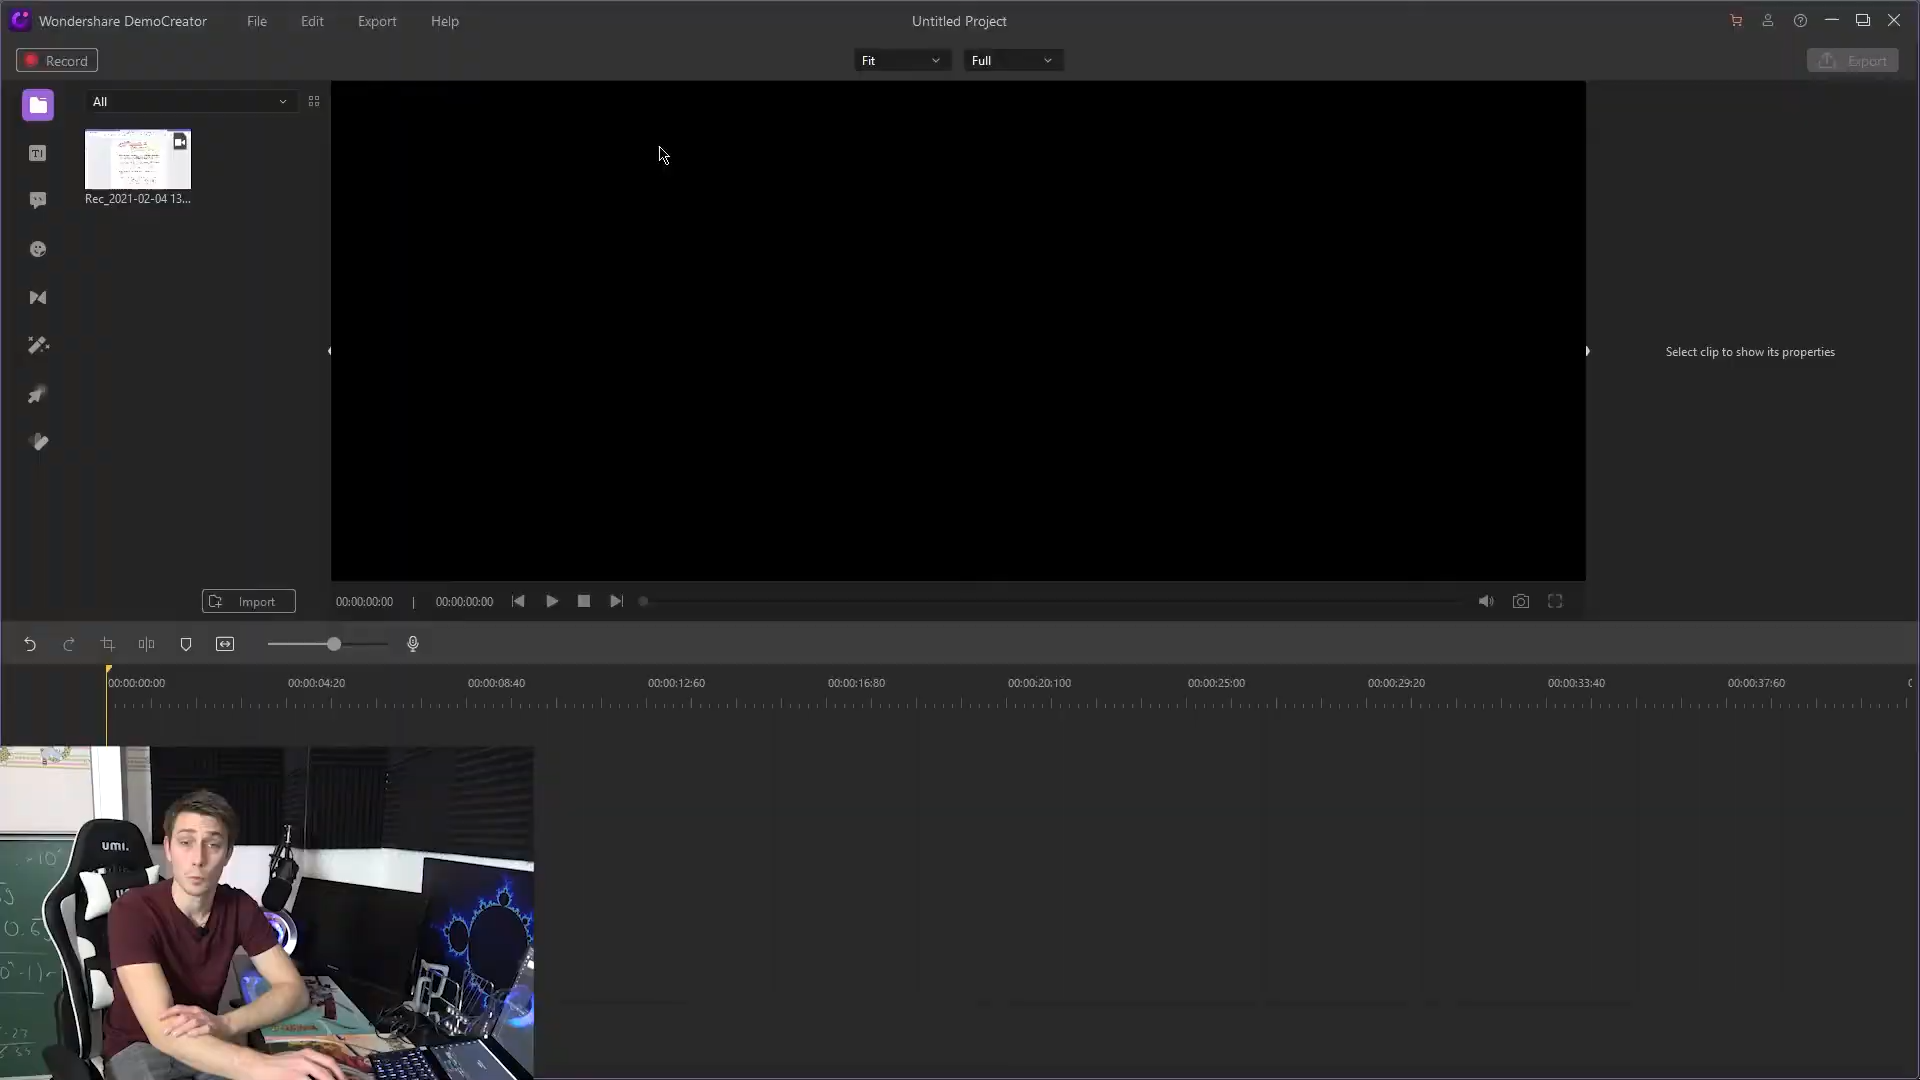 Wondershare DemoCreator File Edit Export Help Untitled Project
Record Fit Full Export
All
TI
Rec_2021-02-04 13...
Select clip to show its properties
Import 00:00:00:00 | 00:00:00:00
00:00:00:00 00:00:04:20 00:00:08:40 00:00:12:60 00:00:16:80 00:00:20:100 00:00:25:00 00:00:29:20 00:00:33:40 00:00:37:60
umi.